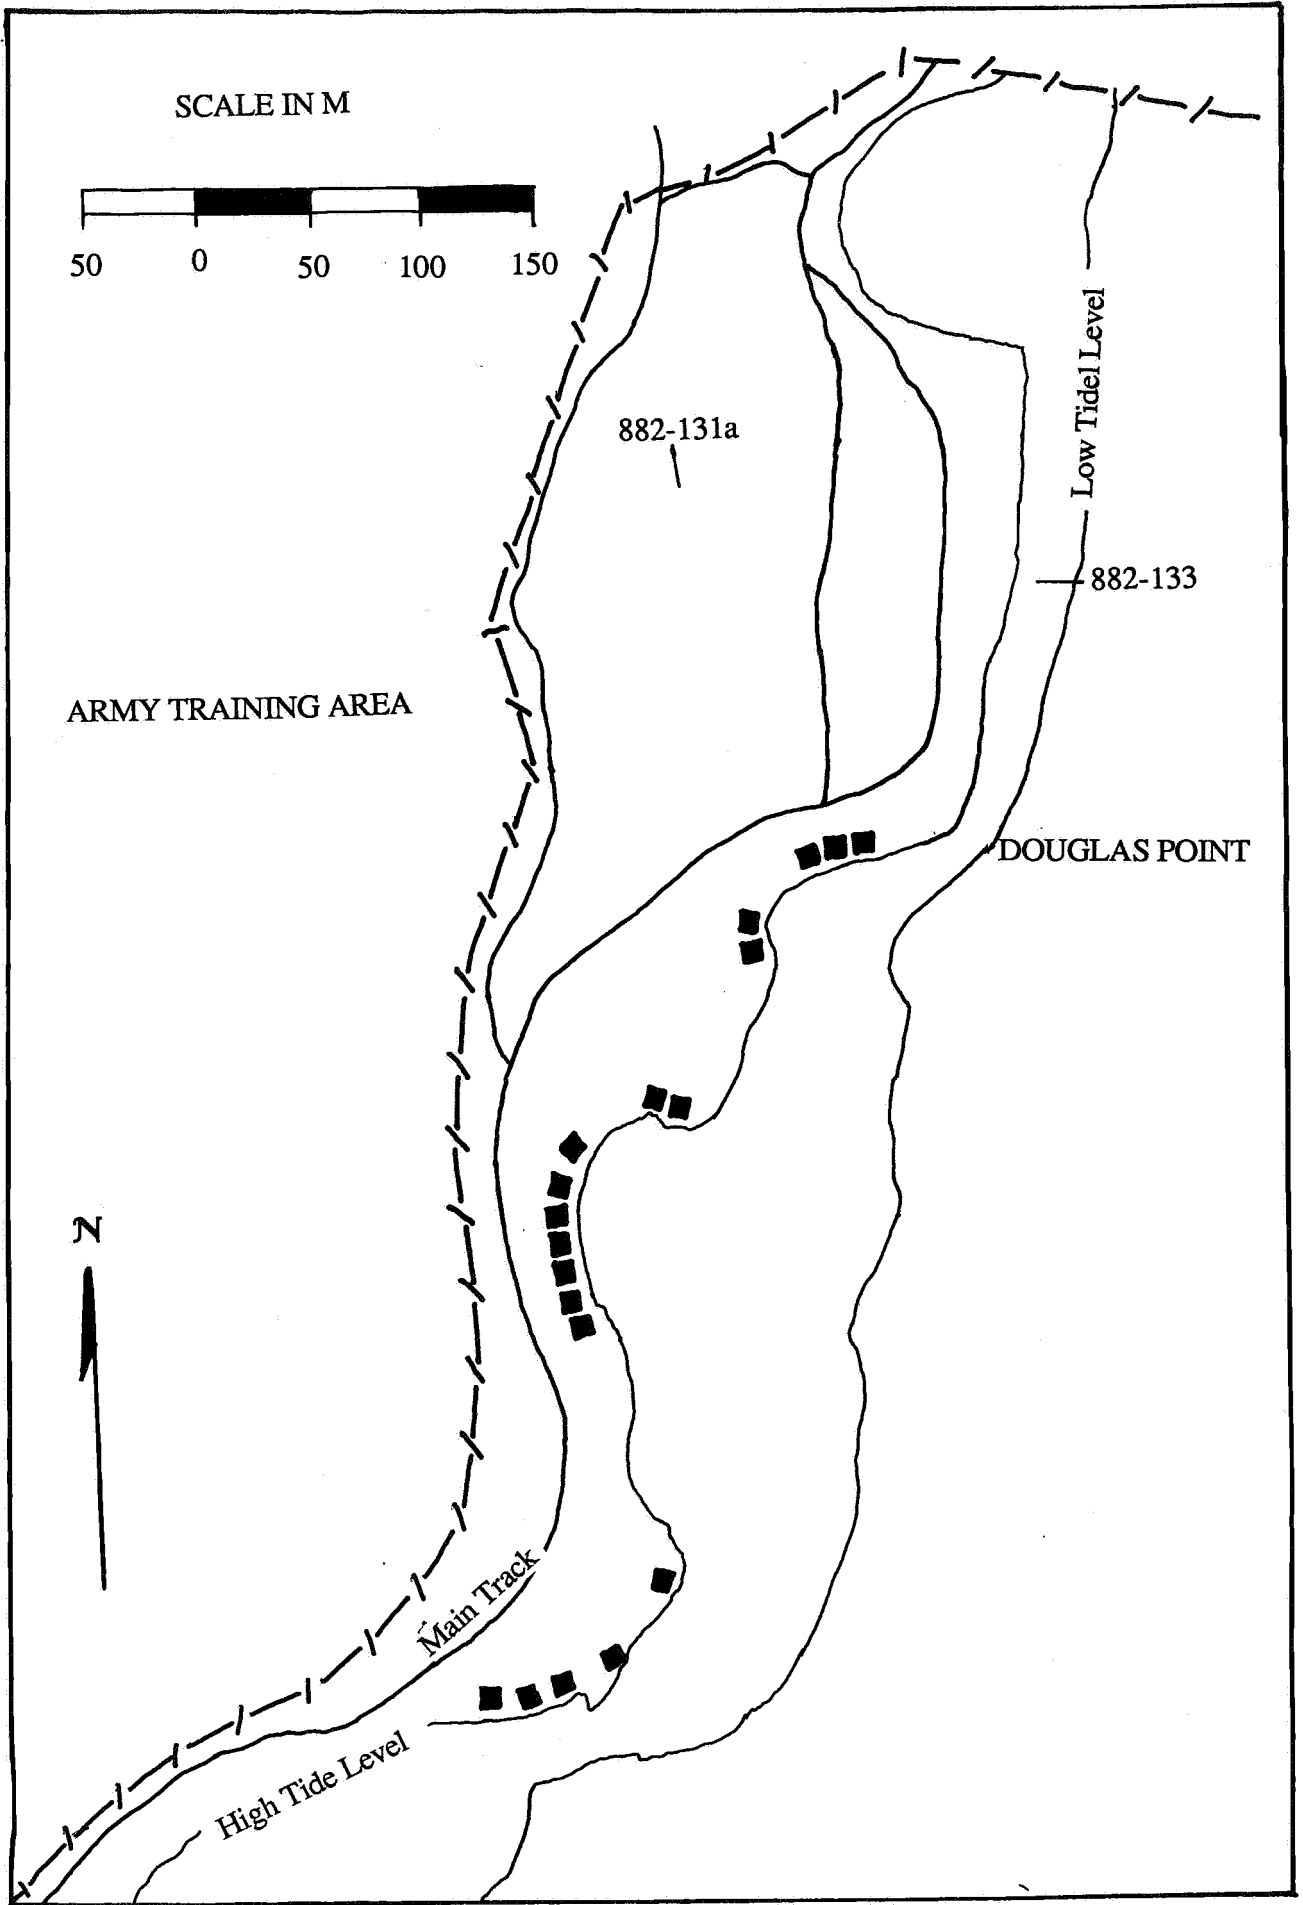 SCALE IN M
50 0 50 100 150
882-131a
Low Tidel Level
882-133
ARMY TRAINING AREA
DOUGLAS POINT
N
Main Track
High Tide Level